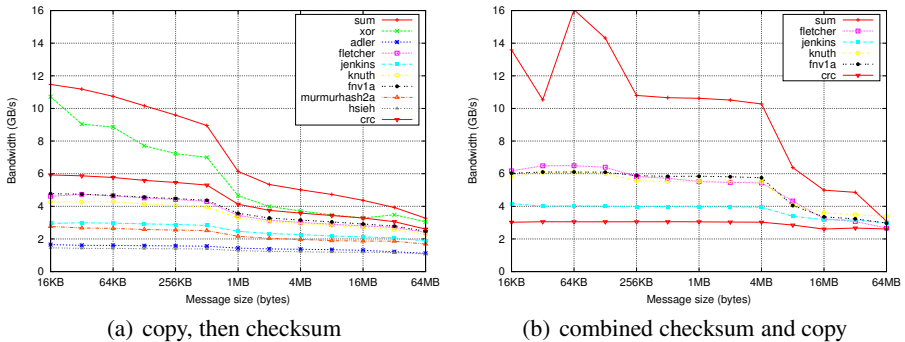 16
14
12
10
8
6
4
2
0
Bandwidth (GB/s)
sum
xor
adler
fletcher
jenkins
knuth
fnv1a
murmurhash2a
hsieh
crc
16KB 64KB 256KB 1MB 4MB 16MB 64MB
Message size (bytes)
(a) copy, then checksum
16
14
12
10
8
6
4
2
0
Bandwidth (GB/s)
sum
fletcher
jenkins
knuth
fnv1a
crc
16KB 64KB 256KB 1MB 4MB 16MB 64MB
Message size (bytes)
(b) combined checksum and copy